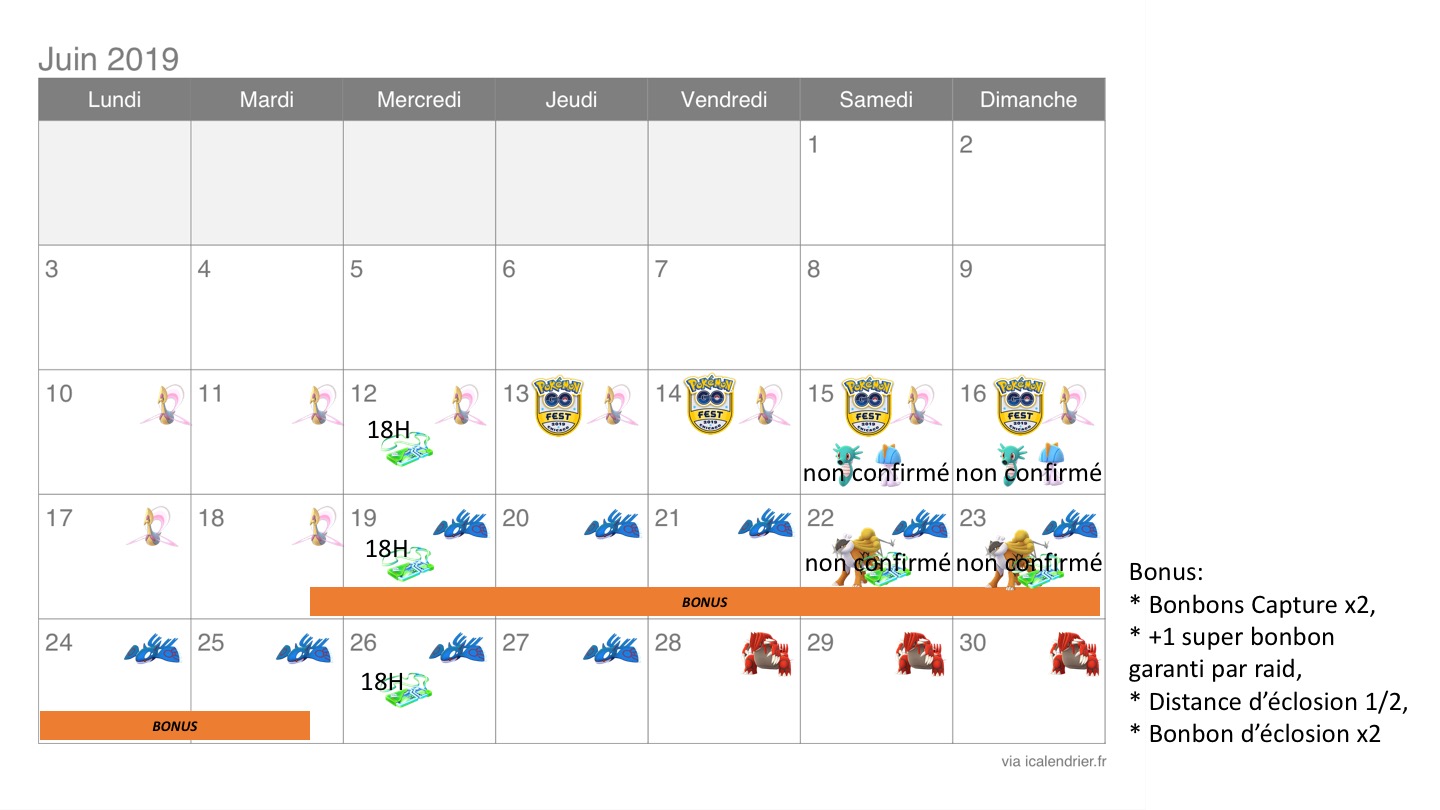 Juin 2019
Lundi Mardi Mercredi Jeudi Vendredi Samedi Dimanche
1 2
3 4 5 6 7 8 9
10 11 12 13 14 15 16
POKÉMON GO FEST 2019 CHICAGO
POKÉMON GO FEST 2019 CHICAGO
POKÉMON GO FEST 2019 CHICAGO
POKÉMON GO FEST 2019 CHICAGO
18H
non confirmé non confirmé
17 18 19 20 21 22 23
18H
non confirmé non confirmé
BONUS
24 25 26 27 28 29 30
18H
BONUS
via icalendrier.fr
Bonus:
* Bonbons Capture x2,
* +1 super bonbon
garanti par raid,
* Distance d’éclosion 1/2,
* Bonbon d’éclosion x2